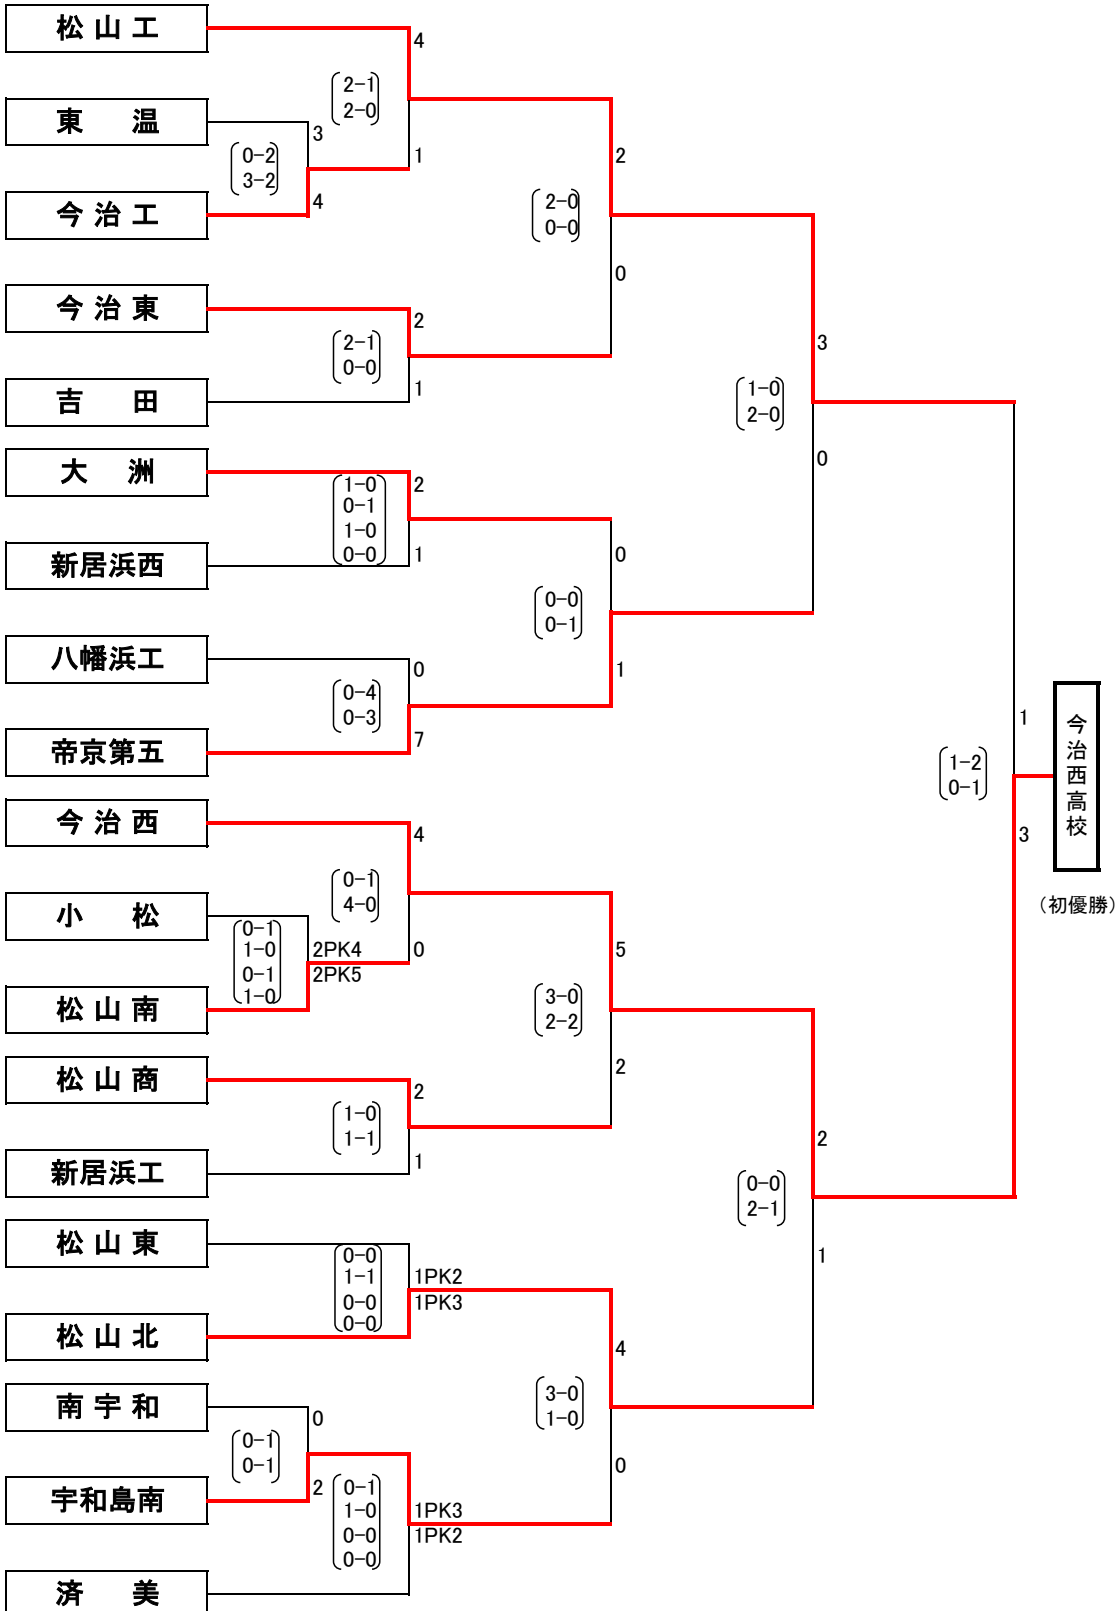 松山工
4
2-1
2-0
東　温
3
1
2
0-2
3-2
今治工
4
2-0
0-0
0
今治東
2
2-1
0-0
3
吉　田
1
1-0
2-0
大　洲
0
1-0
0-1
1-0
0-0
2
新居浜西
1
0
0-0
0-1
八幡浜工
0
1
0-4
0-3
帝京第五
7
1
今治西高校
1-2
0-1
今治西
4
3
(初優勝)
0-1
4-0
小　松
0-1
1-0
0-1
1-0
2PK4
2PK5
0
5
松山南
3-0
2-2
松山商
2
2
1-0
1-1
2
新居浜工
1
0-0
2-1
松山東
1
0-0
1-1
0-0
0-0
1PK2
1PK3
松山北
4
南宇和
0
3-0
1-0
0-1
0-1
0
宇和島南
2
0-1
1-0
0-0
0-0
1PK3
1PK2
済　美